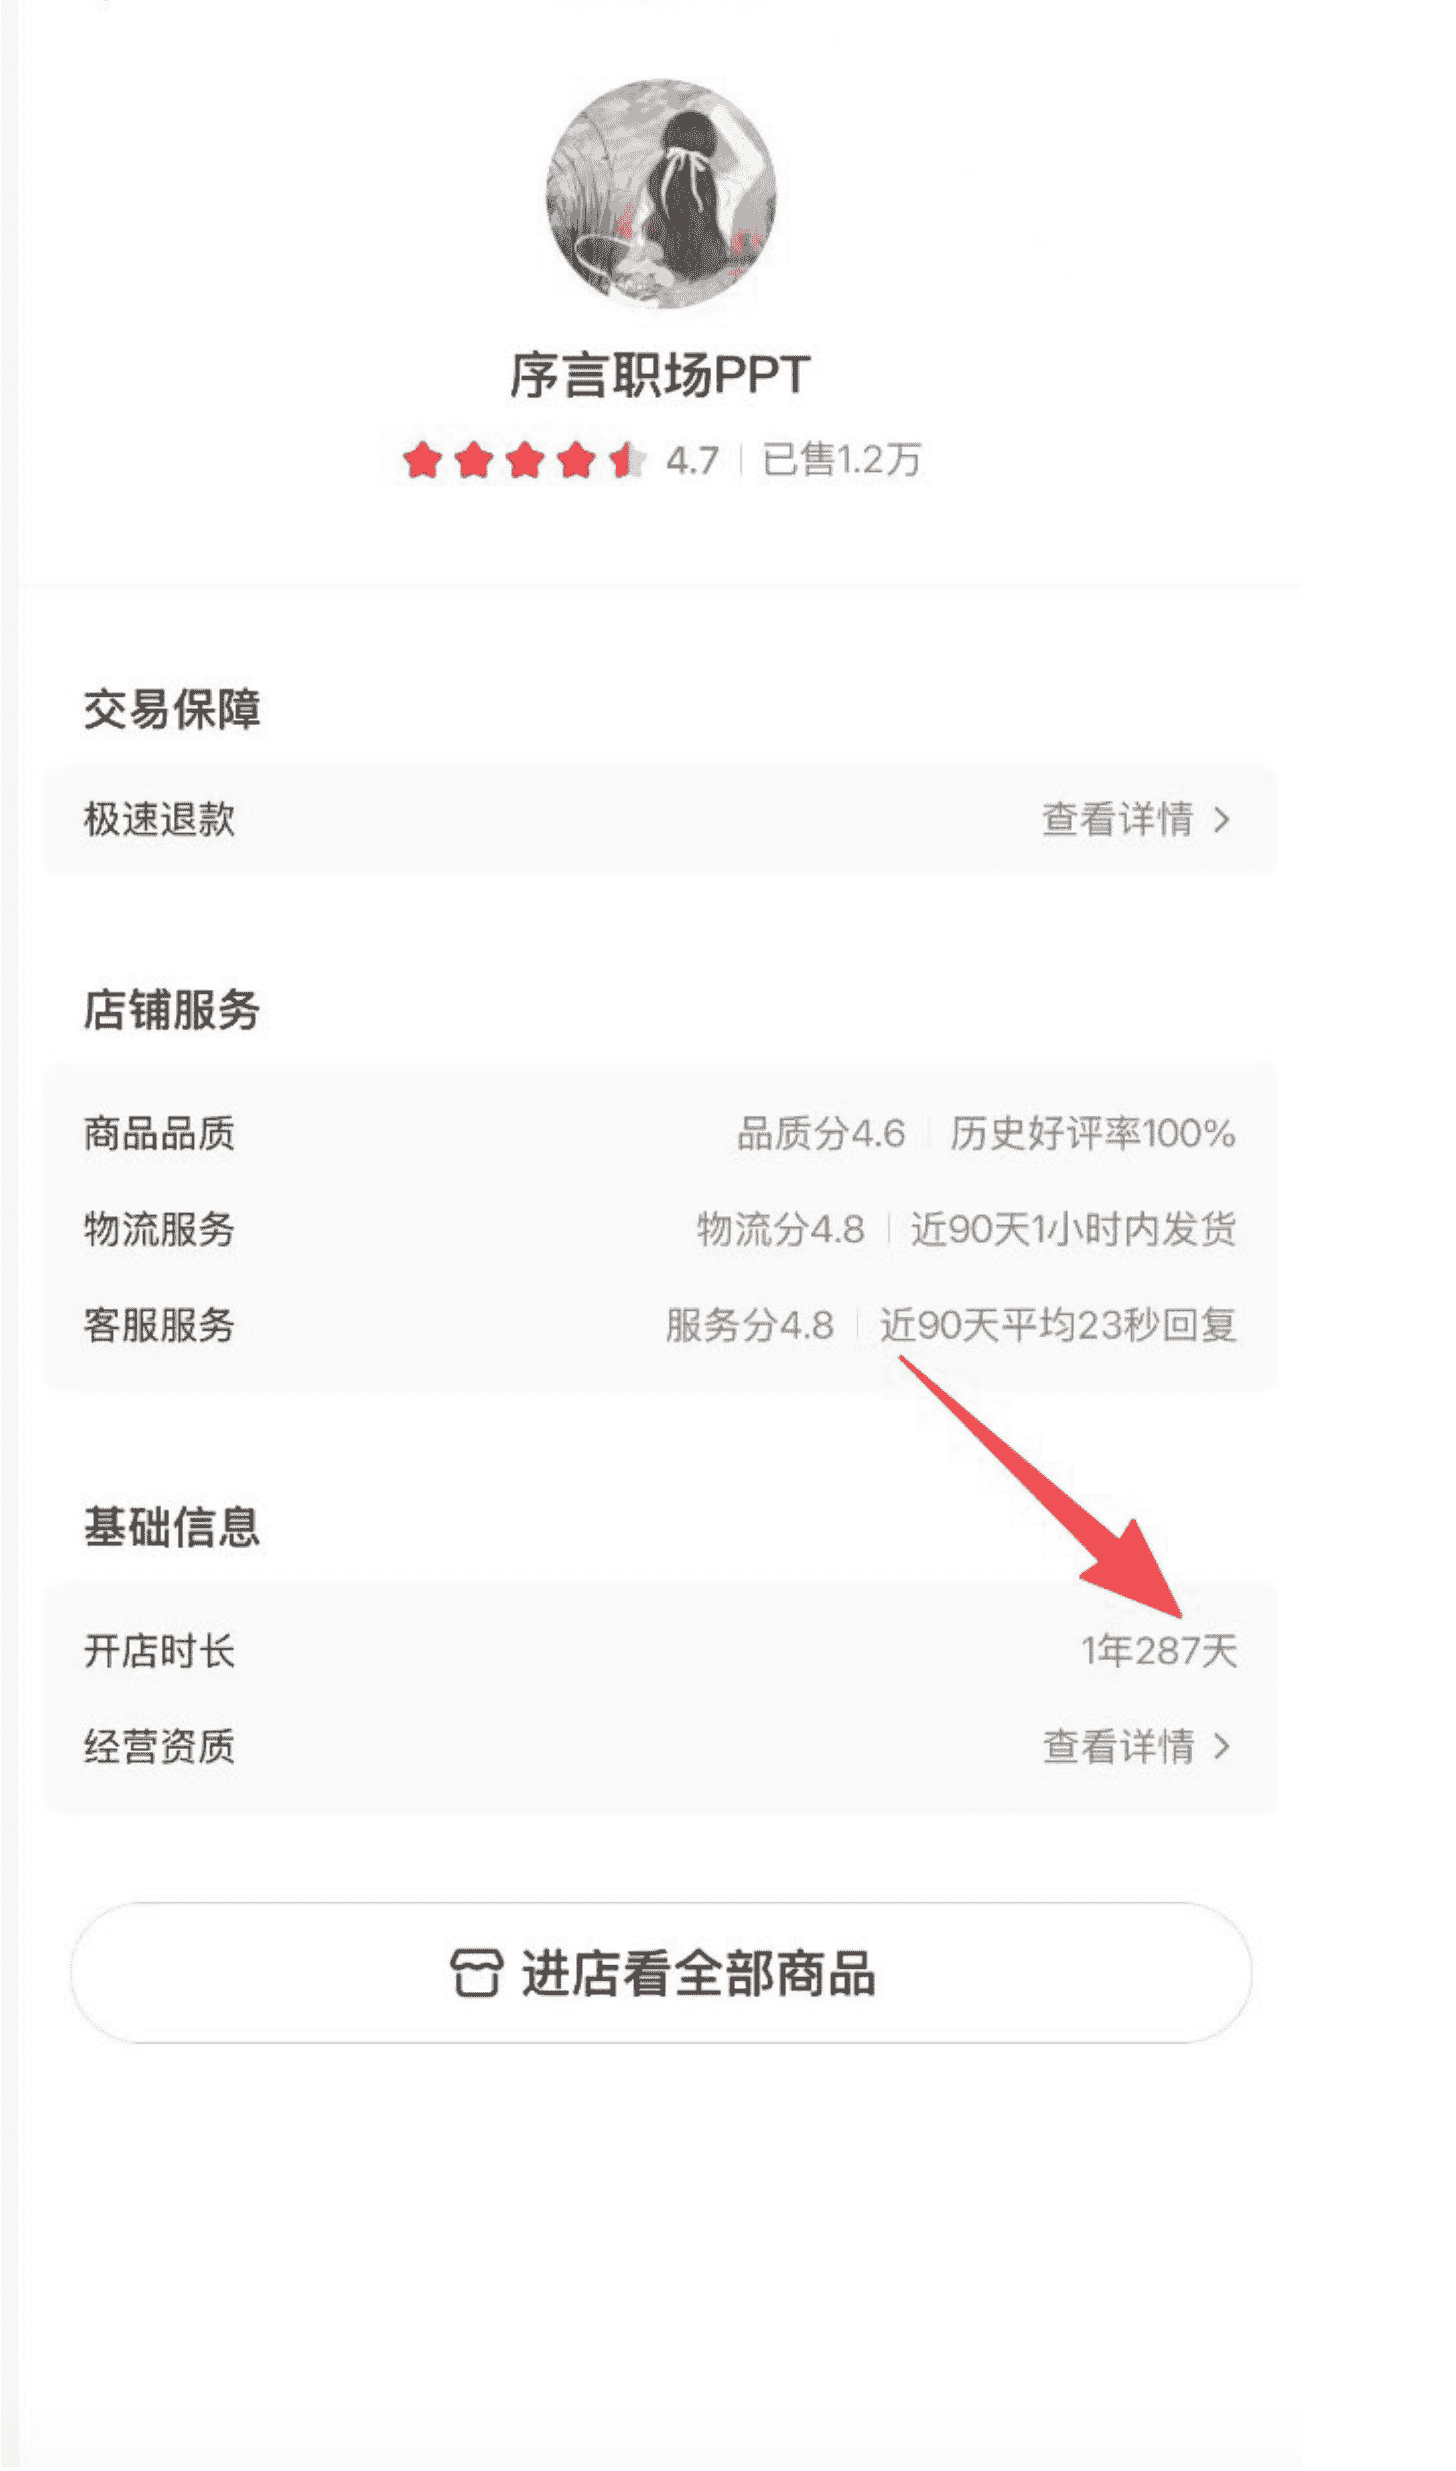 序言职场PPT
4.7 | 已售1.2万
交易保障
极速退款 查看详情 >
店铺服务
商品品质 品质分4.6 | 历史好评率100%
物流服务 物流分4.8 | 近90天1小时内发货
客服服务 服务分4.8 | 近90天平均23秒回复
基础信息
开店时长 1年287天
经营资质 查看详情 >
进店看全部商品